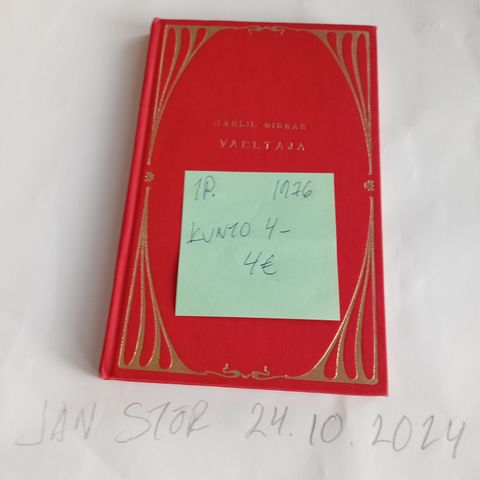 KAHLIL GIBRAN
VAELTAJA
1P. 1976
KUNTO 4-
4€
JAN STOR 24.10.2024